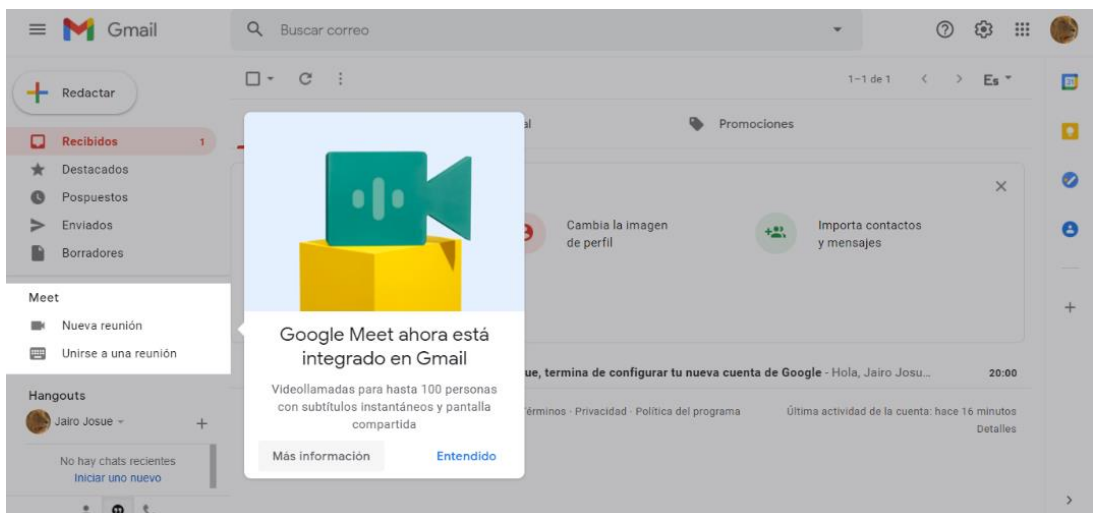 Gmail
Buscar correo
Redactar
1–1 de 1
Es
Recibidos 1
Destacados
Pospuestos
Enviados
Borradores
Meet
Nueva reunión
Unirse a una reunión
Hangouts
Jairo Josue
No hay chats recientes
Iniciar uno nuevo
al
Promociones
Cambia la imagen
de perfil
Importa contactos
y mensajes
Google Meet ahora está
integrado en Gmail
Videollamadas para hasta 100 personas
con subtítulos instantáneos y pantalla
compartida
Más información
Entendido
ue, termina de configurar tu nueva cuenta de Google - Hola, Jairo Josu... 20:00
érminos · Privacidad · Política del programa
Última actividad de la cuenta: hace 16 minutos
Detalles